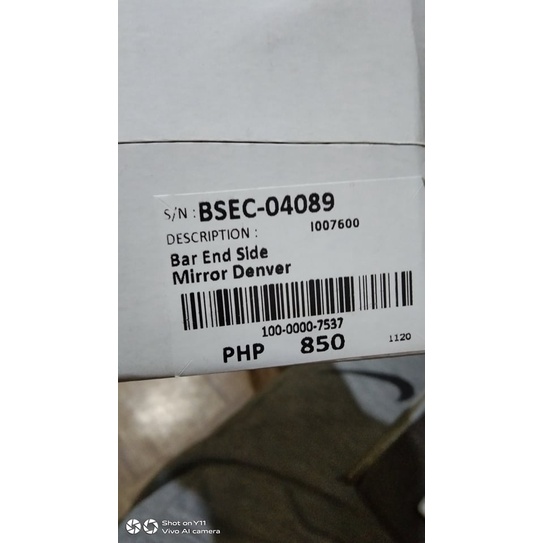 S/N : BSEC-04089
DESCRIPTION : I007600
Bar End Side
Mirror Denver
100-0000-7537
PHP 850 1120
Shot on Y11
Vivo AI camera